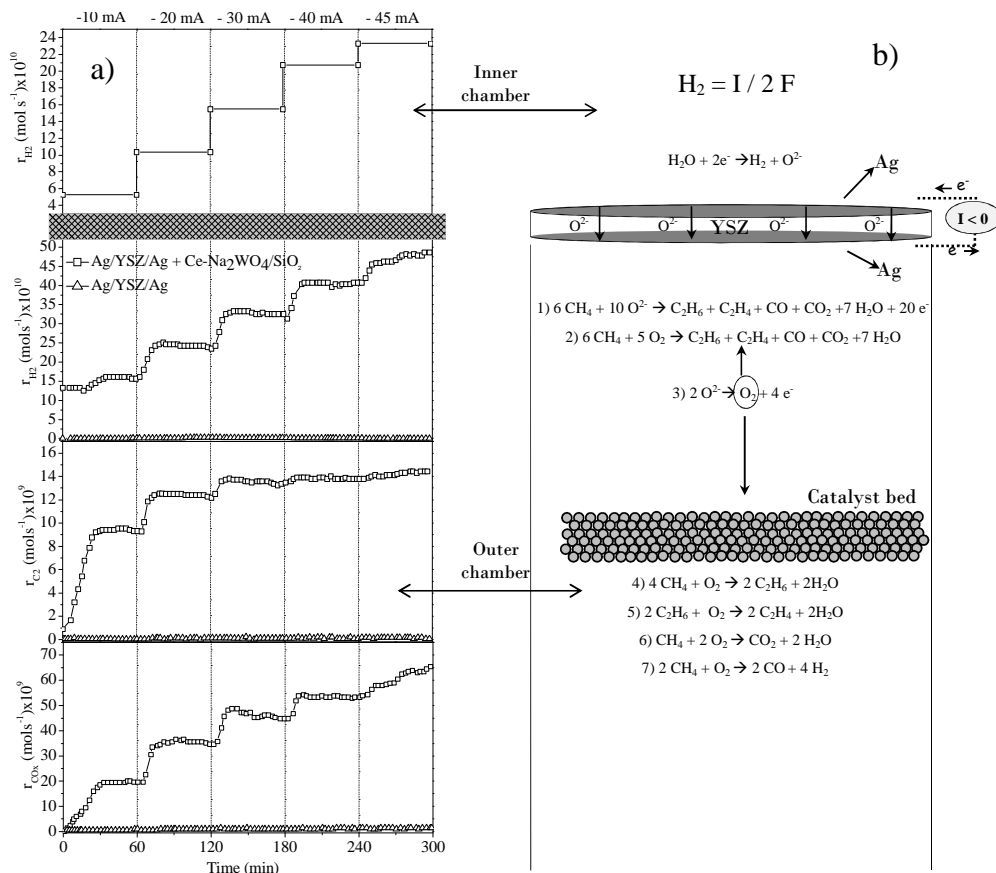 -10 mA - 20 mA - 30 mA - 40 mA - 45 mA
a)
24
22
20
18
16
14
12
10
8
6
4
r_H2 (mol s⁻¹)x10¹⁰
50
45
40
35
30
25
20
15
10
5
0
r_H2 (mols⁻¹)x10¹⁰
Ag/YSZ/Ag + Ce-Na₂WO₄/SiO₂
Ag/YSZ/Ag
16
14
12
10
8
6
4
2
0
r_C2 (mols⁻¹)x10⁹
70
60
50
40
30
20
10
0
r_COx (mols⁻¹)x10⁹
0 60 120 180 240 300
Time (min)
Inner
chamber
Outer
chamber
b)
H₂ = I / 2 F
H₂O + 2e⁻ →H₂ + O²⁻
Ag
e⁻
I < 0
O²⁻ O²⁻ YSZ O²⁻ O²⁻
e⁻
Ag
1) 6 CH₄ + 10 O²⁻ → C₂H₆ + C₂H₄ + CO + CO₂ +7 H₂O + 20 e⁻
2) 6 CH₄ + 5 O₂ → C₂H₆ + C₂H₄ + CO + CO₂ +7 H₂O
3) 2 O²⁻→ O₂ + 4 e⁻
Catalyst bed
4) 4 CH₄ + O₂ → 2 C₂H₆ + 2H₂O
5) 2 C₂H₆ + O₂ → 2 C₂H₄ + 2H₂O
6) CH₄ + 2 O₂ → CO₂ + 2 H₂O
7) 2 CH₄ + O₂ → 2 CO + 4 H₂